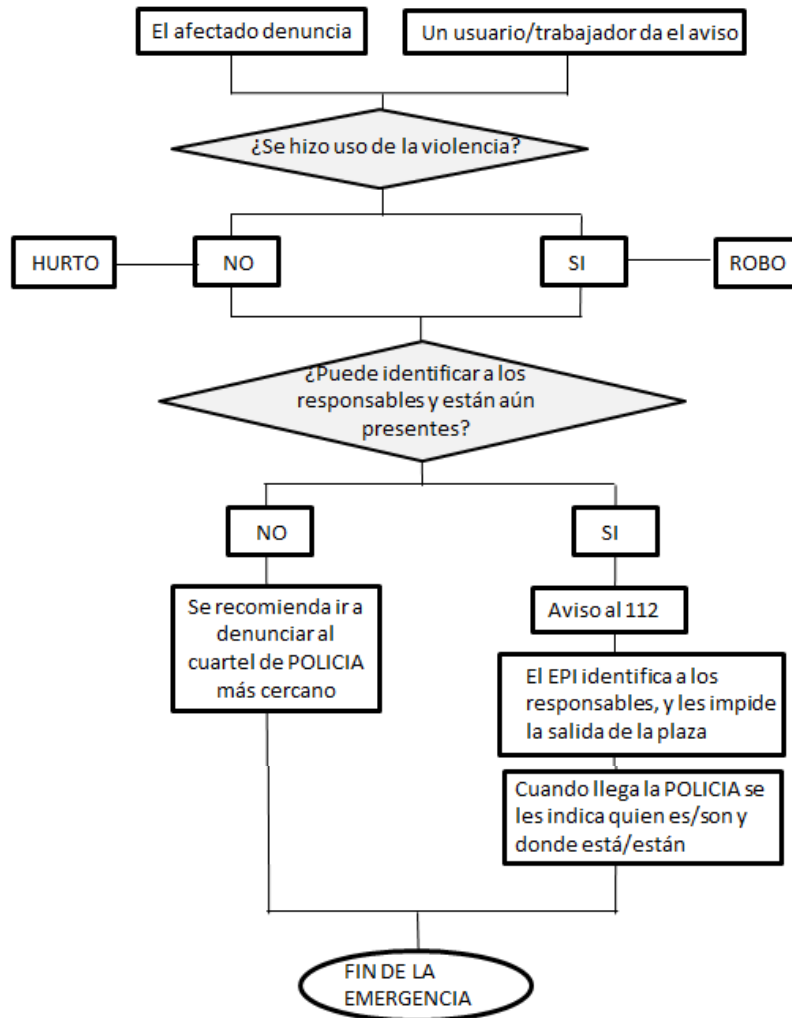 El afectado denuncia
Un usuario/trabajador da el aviso
¿Se hizo uso de la violencia?
HURTO
NO
SI
ROBO
¿Puede identificar a los
responsables y están aún
presentes?
NO
SI
Se recomienda ir a
denunciar al
cuartel de POLICIA
más cercano
Aviso al 112
El EPI identifica a los
responsables, y les impide
la salida de la plaza
Cuando llega la POLICIA se
les indica quien es/son y
donde está/están
FIN DE LA
EMERGENCIA